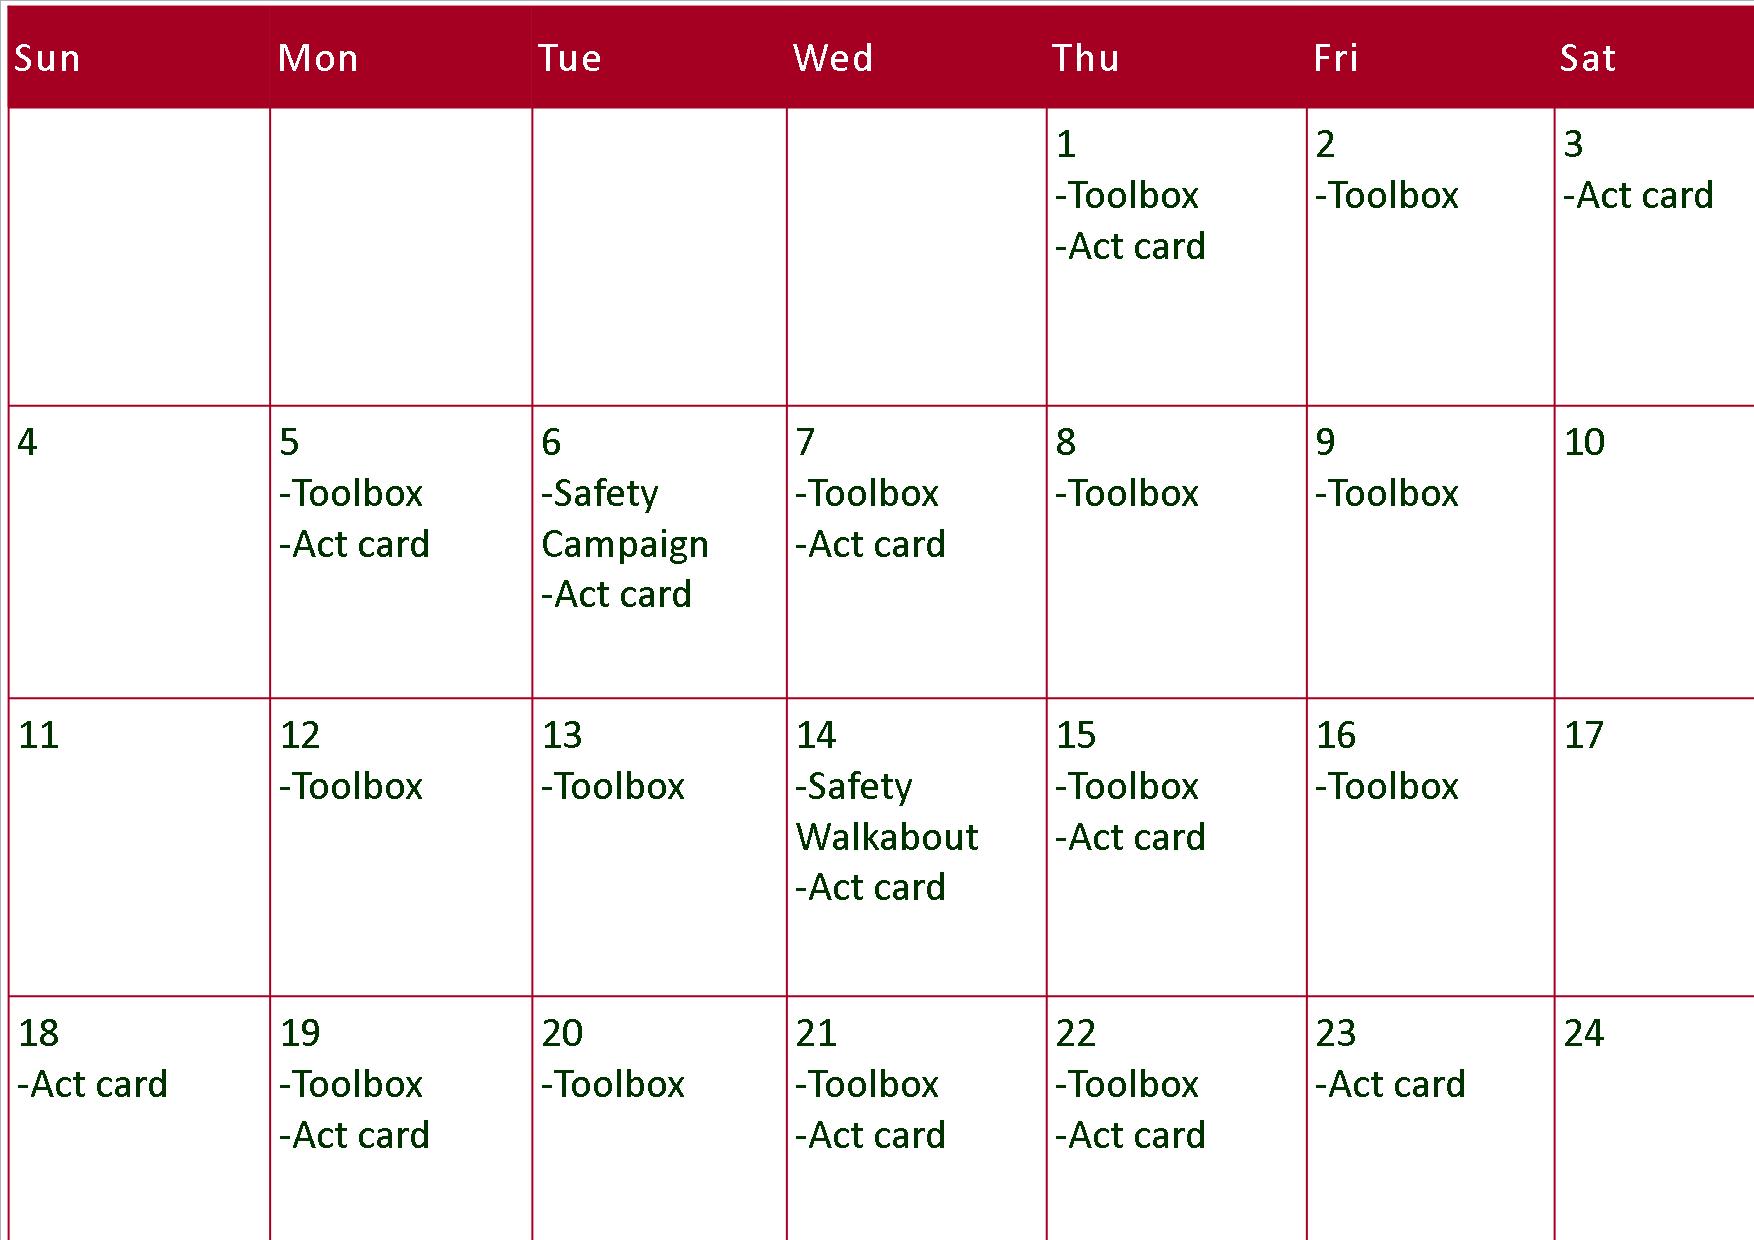 Sun Mon Tue Wed Thu Fri Sat
1
-Toolbox
-Act card
2
-Toolbox
3
-Act card
4
5
-Toolbox
-Act card
6
-Safety
Campaign
-Act card
7
-Toolbox
-Act card
8
-Toolbox
9
-Toolbox
10
11
12
-Toolbox
13
-Toolbox
14
-Safety
Walkabout
-Act card
15
-Toolbox
-Act card
16
-Toolbox
17
18
-Act card
19
-Toolbox
-Act card
20
-Toolbox
21
-Toolbox
-Act card
22
-Toolbox
-Act card
23
-Act card
24